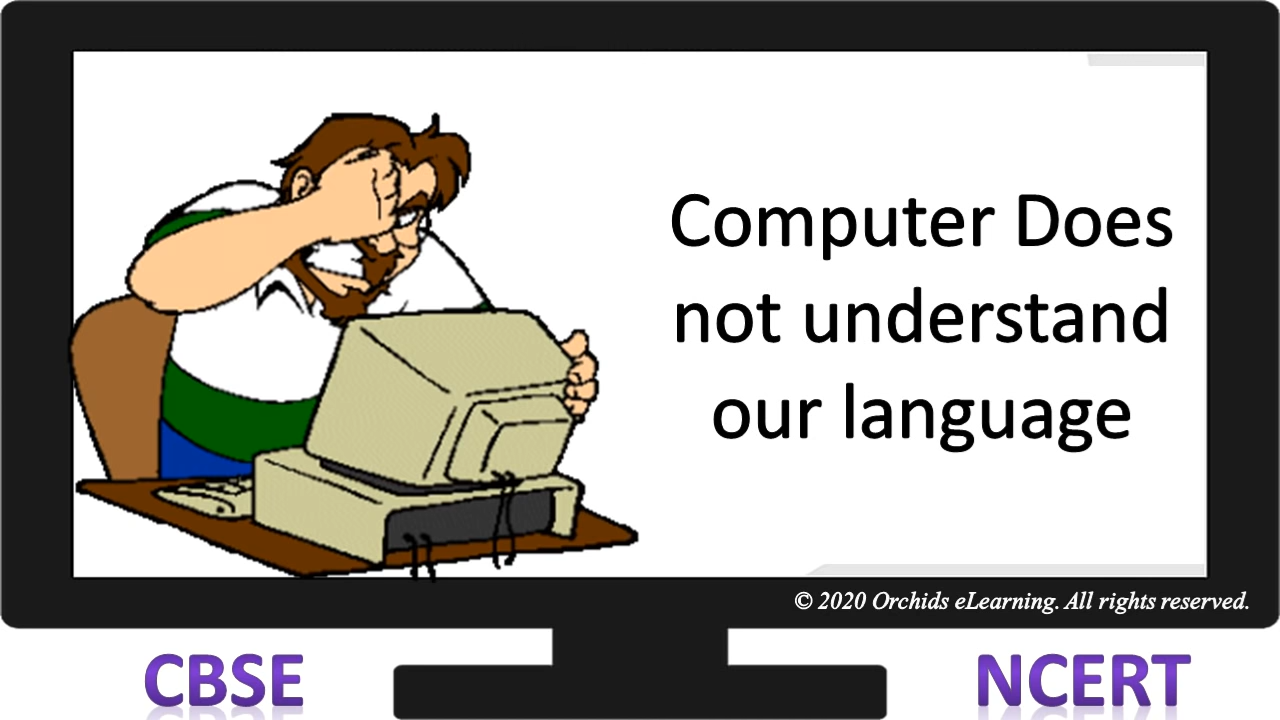 Computer Does
not understand
our language
© 2020 Orchids eLearning. All rights reserved.
CBSE
NCERT